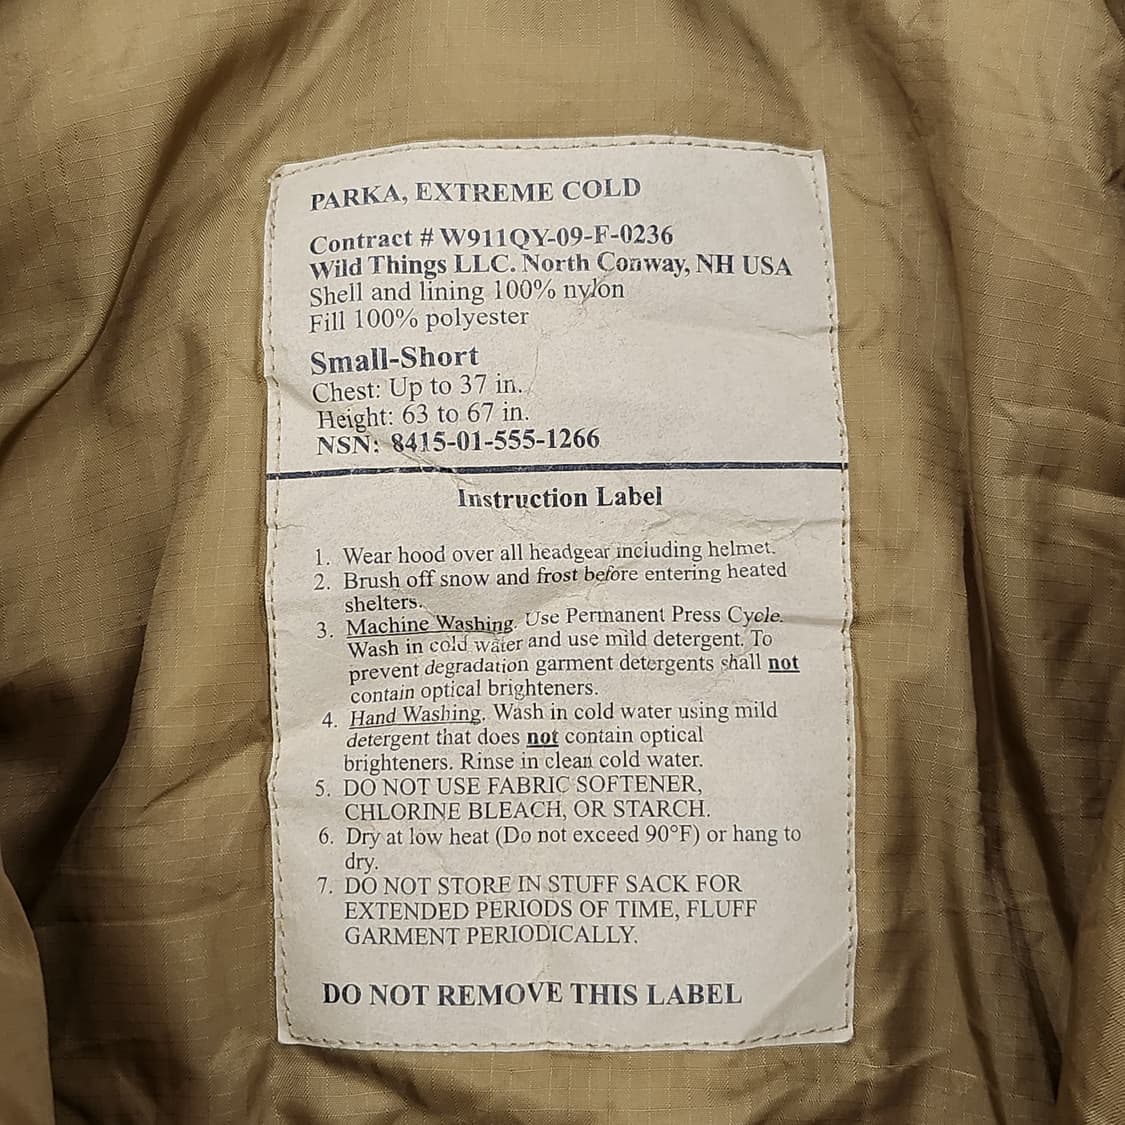 PARKA, EXTREME COLD
Contract # W911QY-09-F-0236
Wild Things LLC. North Conway, NH USA
Shell and lining 100% nylon
Fill 100% polyester
Small-Short
Chest: Up to 37 in.
Height: 63 to 67 in.
NSN: 8415-01-555-1266
Instruction Label
1. Wear hood over all headgear including helmet.
2. Brush off snow and frost before entering heated
shelters.
3. Machine Washing. Use Permanent Press Cycle.
Wash in cold water and use mild detergent. To
prevent degradation garment detergents shall not
contain optical brighteners.
4. Hand Washing. Wash in cold water using mild
detergent that does not contain optical
brighteners. Rinse in clean cold water.
5. DO NOT USE FABRIC SOFTENER,
CHLORINE BLEACH, OR STARCH.
6. Dry at low heat (Do not exceed 90°F) or hang to
dry.
7. DO NOT STORE IN STUFF SACK FOR
EXTENDED PERIODS OF TIME, FLUFF
GARMENT PERIODICALLY.
DO NOT REMOVE THIS LABEL